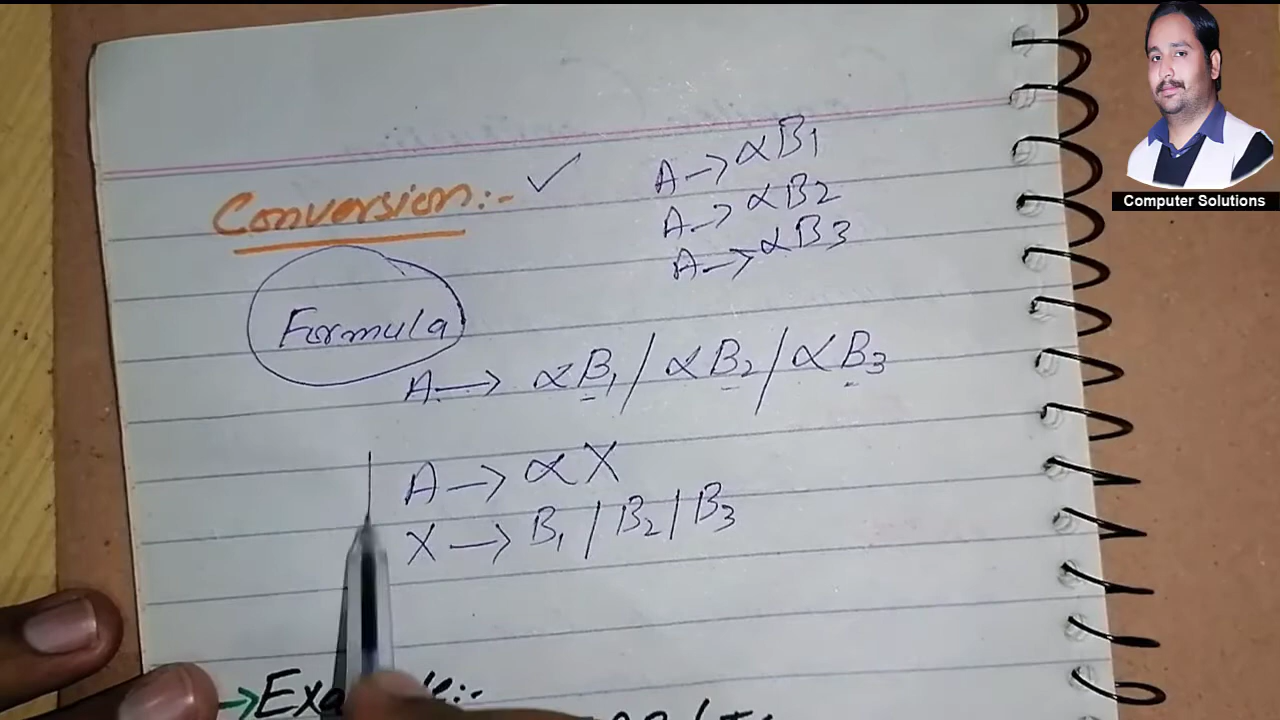 Conversion:- ✓
A → αB1
A → αB2
A → αB3
Formula
A → αB1 / αB2 / αB3
A → αX
X → B1 / B2 / B3
Computer Solutions